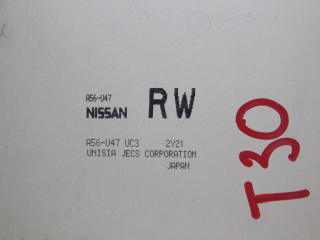 A56-U47
NISSAN RW
A56-U47 UC3 2Y21
UNISIA JECS CORPORATION
JAPAN
T30